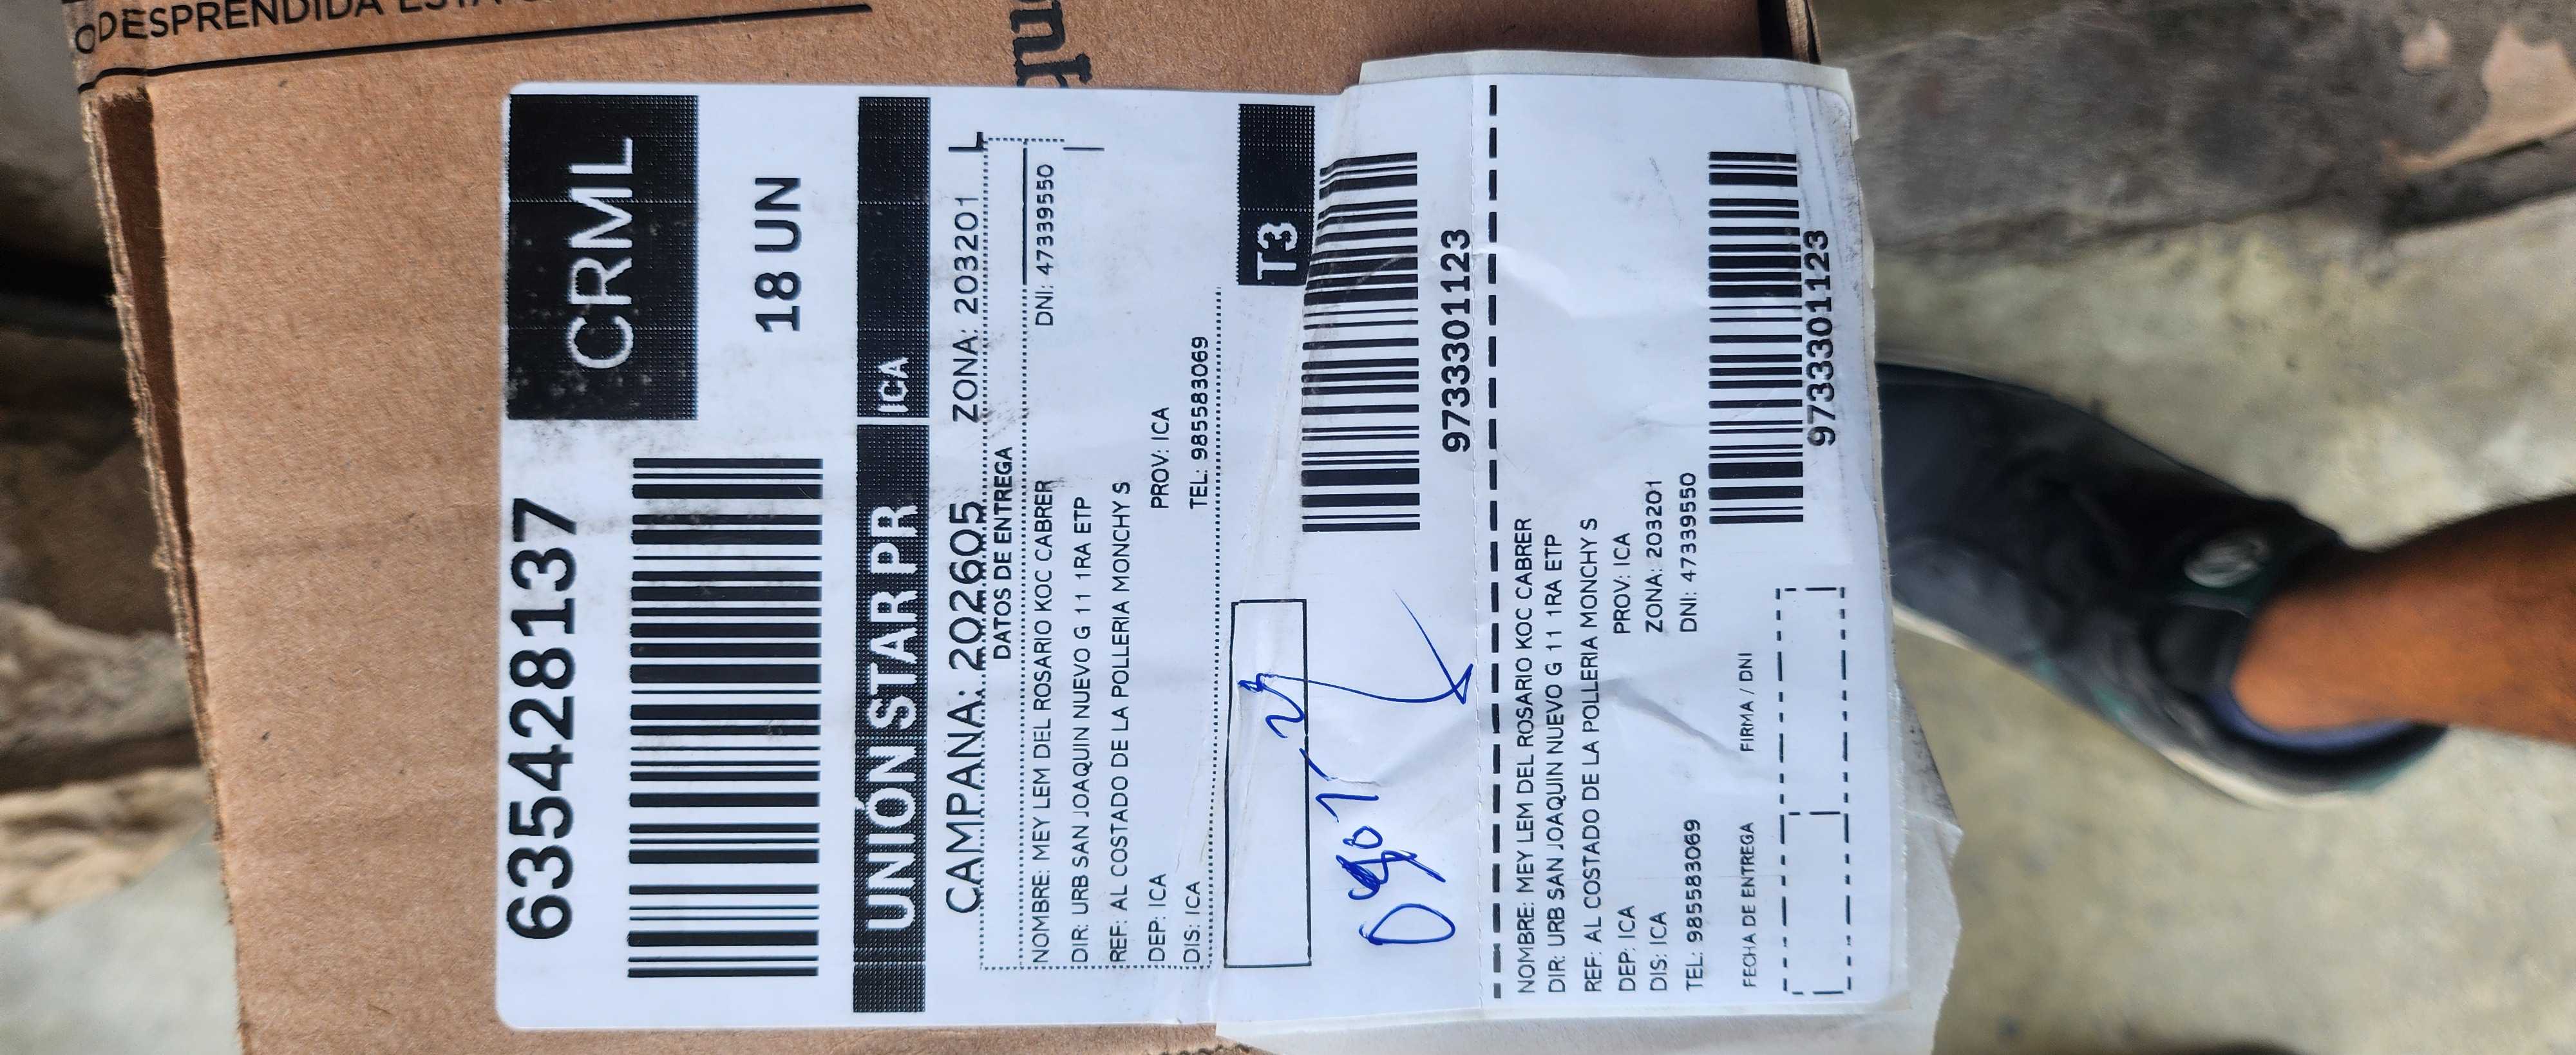 DESPRENDIDA ESTA
qu
6354428137
CRML
18 UN
UNIÓN STAR PR ICA
CAMPANA: 202605 ZONA: 203201 L
DATOS DE ENTREGA
NOMBRE: MEY LEM DEL ROSARIO KOC CABRER DNI: 47339550
DIR: URB SAN JOAQUIN NUEVO G 11 1RA ETP
REF: AL COSTADO DE LA POLLERIA MONCHY S
DEP: ICA PROV: ICA
DIS: ICA TEL: 985583069
T3
9733301123
NOMBRE: MEY LEM DEL ROSARIO KOC CABRER
DIR: URB SAN JOAQUIN NUEVO G 11 1RA ETP
REF: AL COSTADO DE LA POLLERIA MONCHY S
DEP: ICA PROV: ICA
DIS: ICA ZONA: 203201
TEL: 985583069 DNI: 47339550
FECHA DE ENTREGA FIRMA / DNI
9733301123